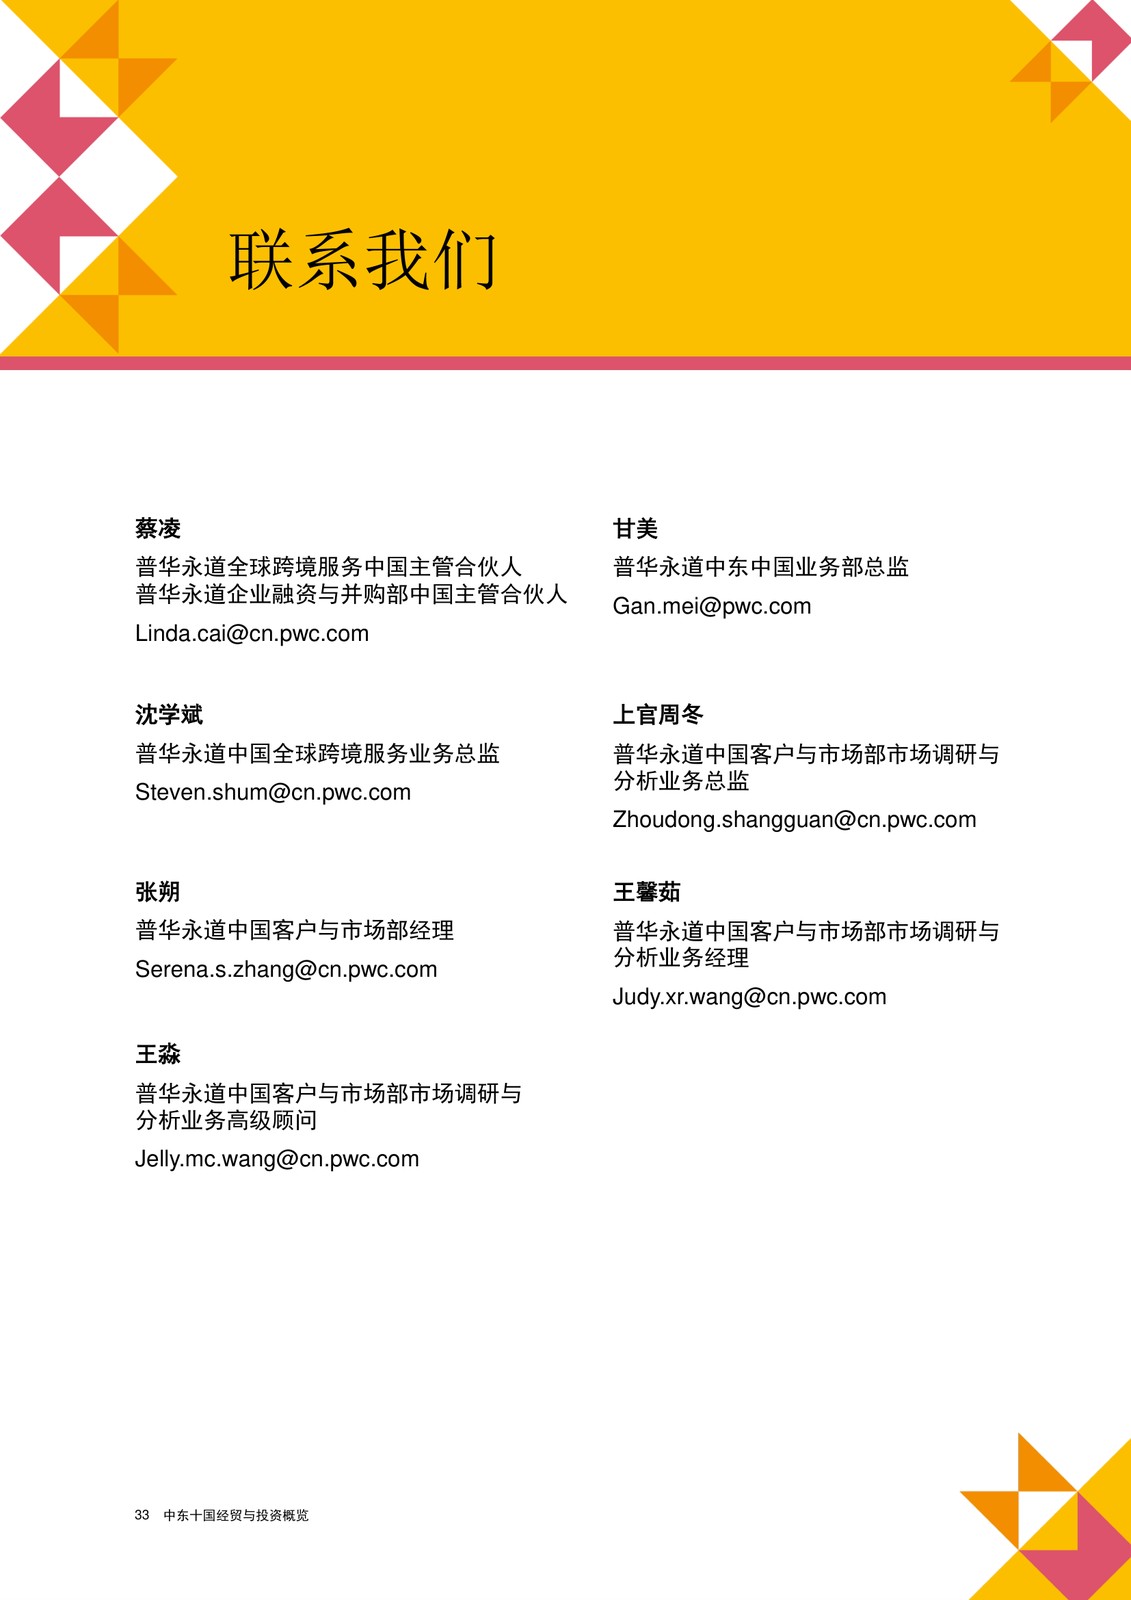 联系我们
蔡凌
普华永道全球跨境服务中国主管合伙人
普华永道企业融资与并购部中国主管合伙人
Linda.cai@cn.pwc.com
甘美
普华永道中东中国业务部总监
Gan.mei@pwc.com
沈学斌
普华永道中国全球跨境服务业务总监
Steven.shum@cn.pwc.com
上官周冬
普华永道中国客户与市场部市场调研与
分析业务总监
Zhoudong.shangguan@cn.pwc.com
张朔
普华永道中国客户与市场部经理
Serena.s.zhang@cn.pwc.com
王馨茹
普华永道中国客户与市场部市场调研与
分析业务经理
Judy.xr.wang@cn.pwc.com
王淼
普华永道中国客户与市场部市场调研与
分析业务高级顾问
Jelly.mc.wang@cn.pwc.com
33 中东十国经贸与投资概览